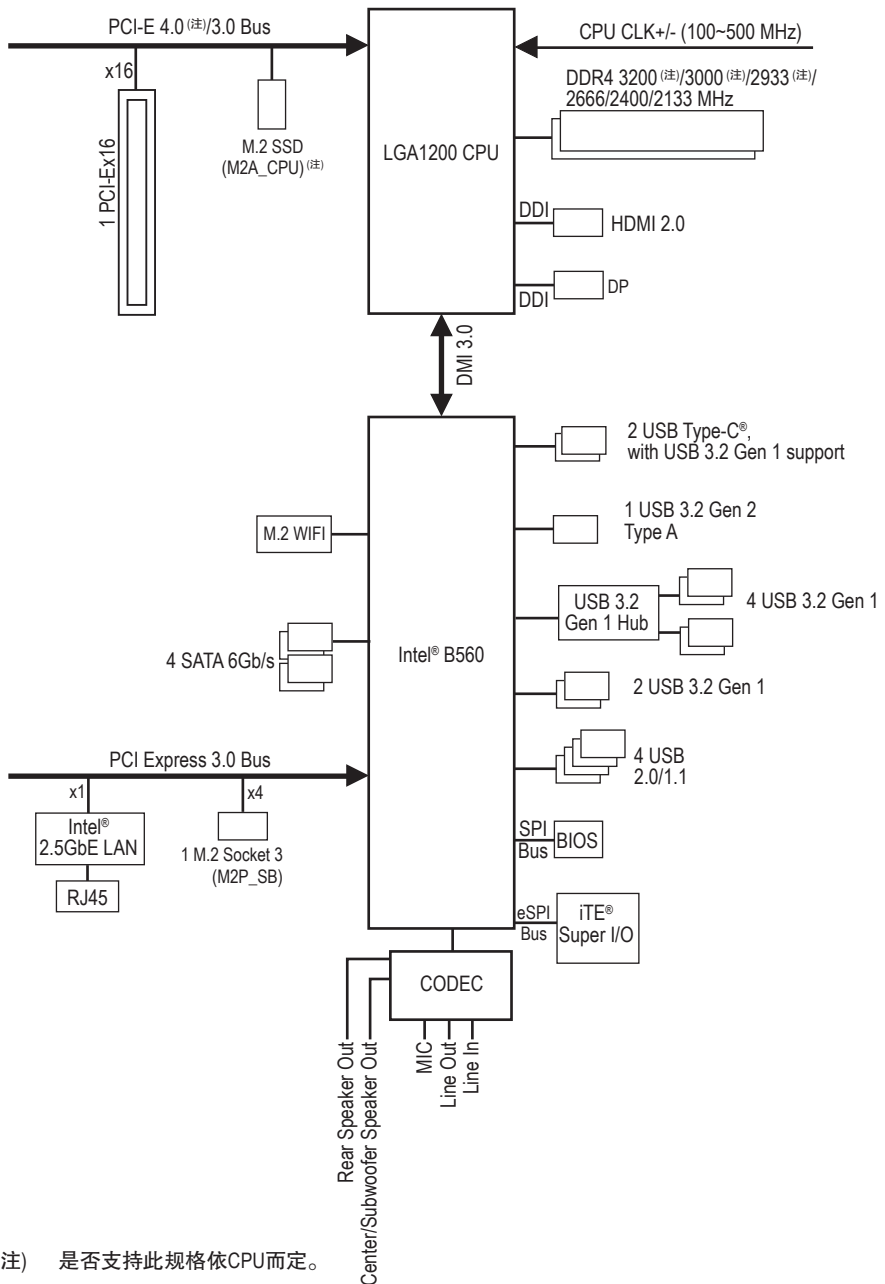 PCI-E 4.0(注)/3.0 Bus
CPU CLK+/- (100~500 MHz)
x16
DDR4 3200(注)/3000(注)/2933(注)/
2666/2400/2133 MHz
1 PCI-Ex16
M.2 SSD
(M2A_CPU)(注)
LGA1200 CPU
DDI
HDMI 2.0
DDI
DP
DMI 3.0
2 USB Type-C®,
with USB 3.2 Gen 1 support
1 USB 3.2 Gen 2
Type A
M.2 WIFI
USB 3.2
Gen 1 Hub
4 USB 3.2 Gen 1
4 SATA 6Gb/s
Intel® B560
2 USB 3.2 Gen 1
PCI Express 3.0 Bus
4 USB
2.0/1.1
x1
x4
Intel®
2.5GbE LAN
1 M.2 Socket 3
(M2P_SB)
RJ45
SPI
Bus
BIOS
eSPI
Bus
iTE®
Super I/O
CODEC
Rear Speaker Out
Center/Subwoofer Speaker Out
MIC
Line Out
Line In
注) 是否支持此规格依CPU而定。